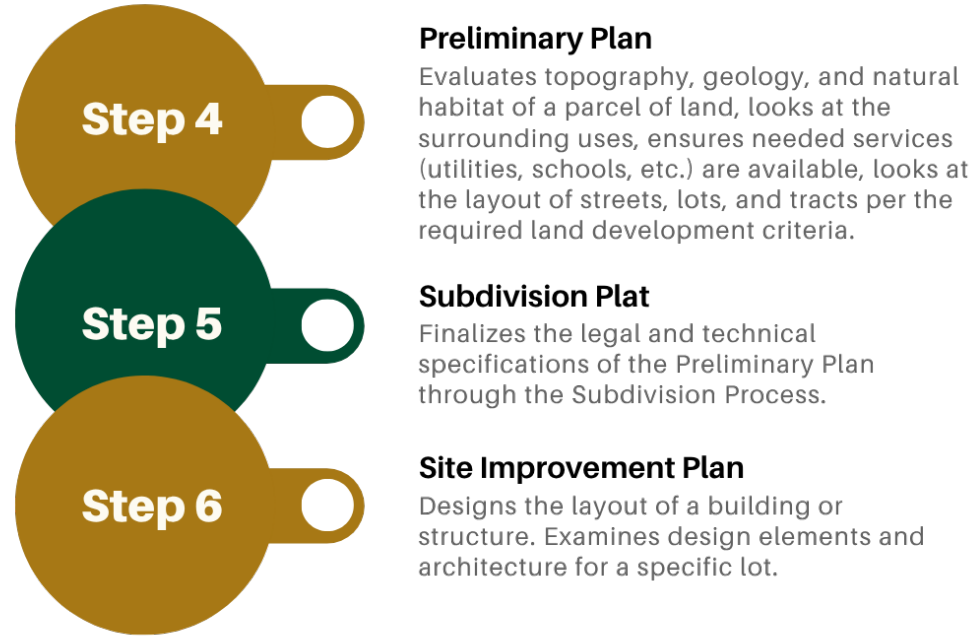 Step 4
Preliminary Plan
Evaluates topography, geology, and natural
habitat of a parcel of land, looks at the
surrounding uses, ensures needed services
(utilities, schools, etc.) are available, looks at
the layout of streets, lots, and tracts per the
required land development criteria.
Step 5
Subdivision Plat
Finalizes the legal and technical
specifications of the Preliminary Plan
through the Subdivision Process.
Step 6
Site Improvement Plan
Designs the layout of a building or
structure. Examines design elements and
architecture for a specific lot.